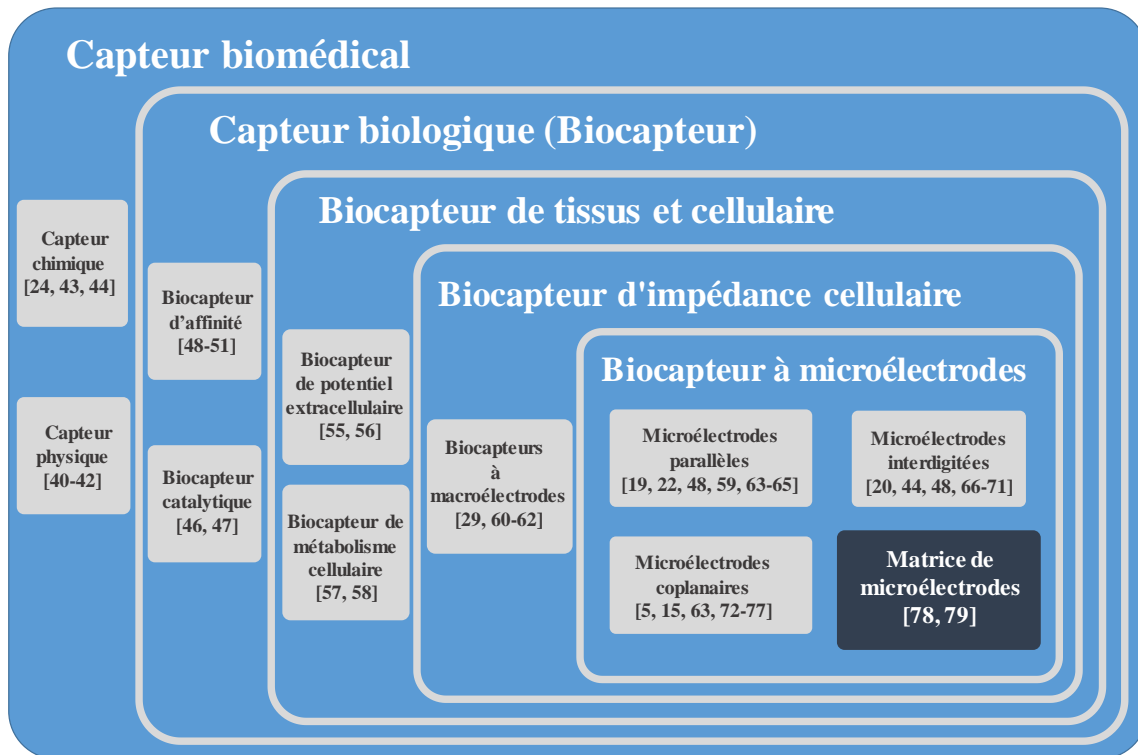 Capteur biomédical
Capteur biologique (Biocapteur)
Biocapteur de tissus et cellulaire
Biocapteur d'impédance cellulaire
Biocapteur à microélectrodes
Capteur
chimique
[24, 43, 44]
Capteur
physique
[40-42]
Biocapteur
d’affinité
[48-51]
Biocapteur
catalytique
[46, 47]
Biocapteur
de potentiel
extracellulaire
[55, 56]
Biocapteur de
métabolisme
cellulaire
[57, 58]
Biocapteurs
à
macroélectrodes
[29, 60-62]
Microélectrodes
parallèles
[19, 22, 48, 59, 63-65]
Microélectrodes
interdigitées
[20, 44, 48, 66-71]
Microélectrodes
coplanaires
[5, 15, 63, 72-77]
Matrice de
microélectrodes
[78, 79]